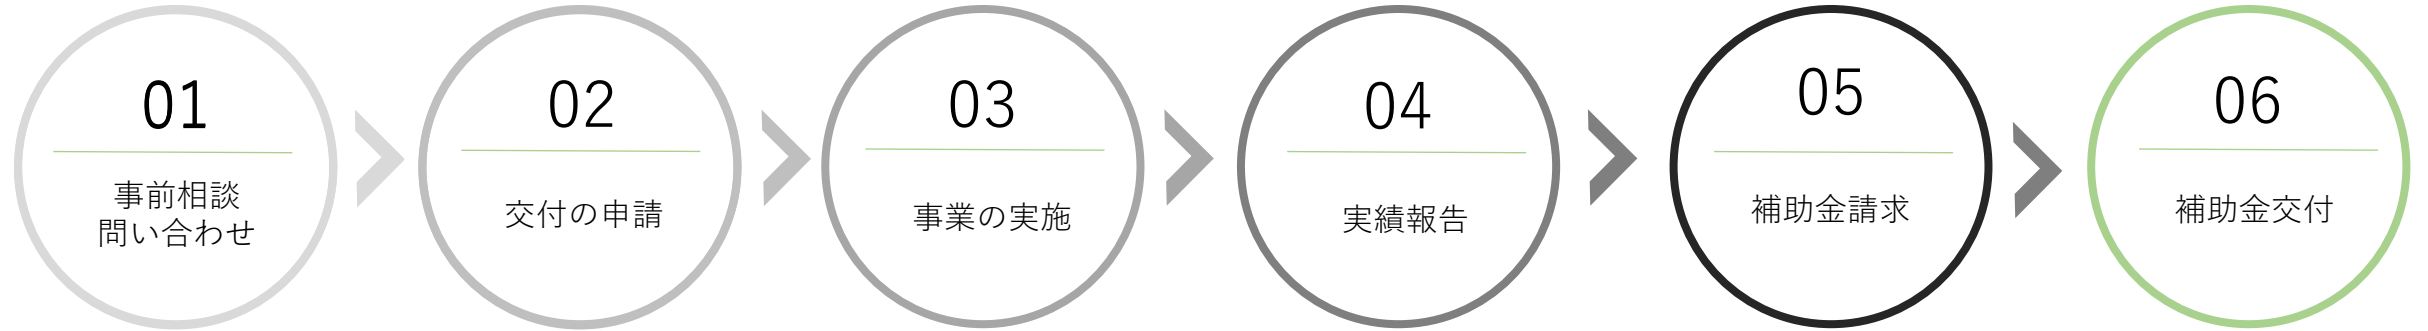 01
事前相談
問い合わせ
02
交付の申請
03
事業の実施
04
実績報告
05
補助金請求
06
補助金交付